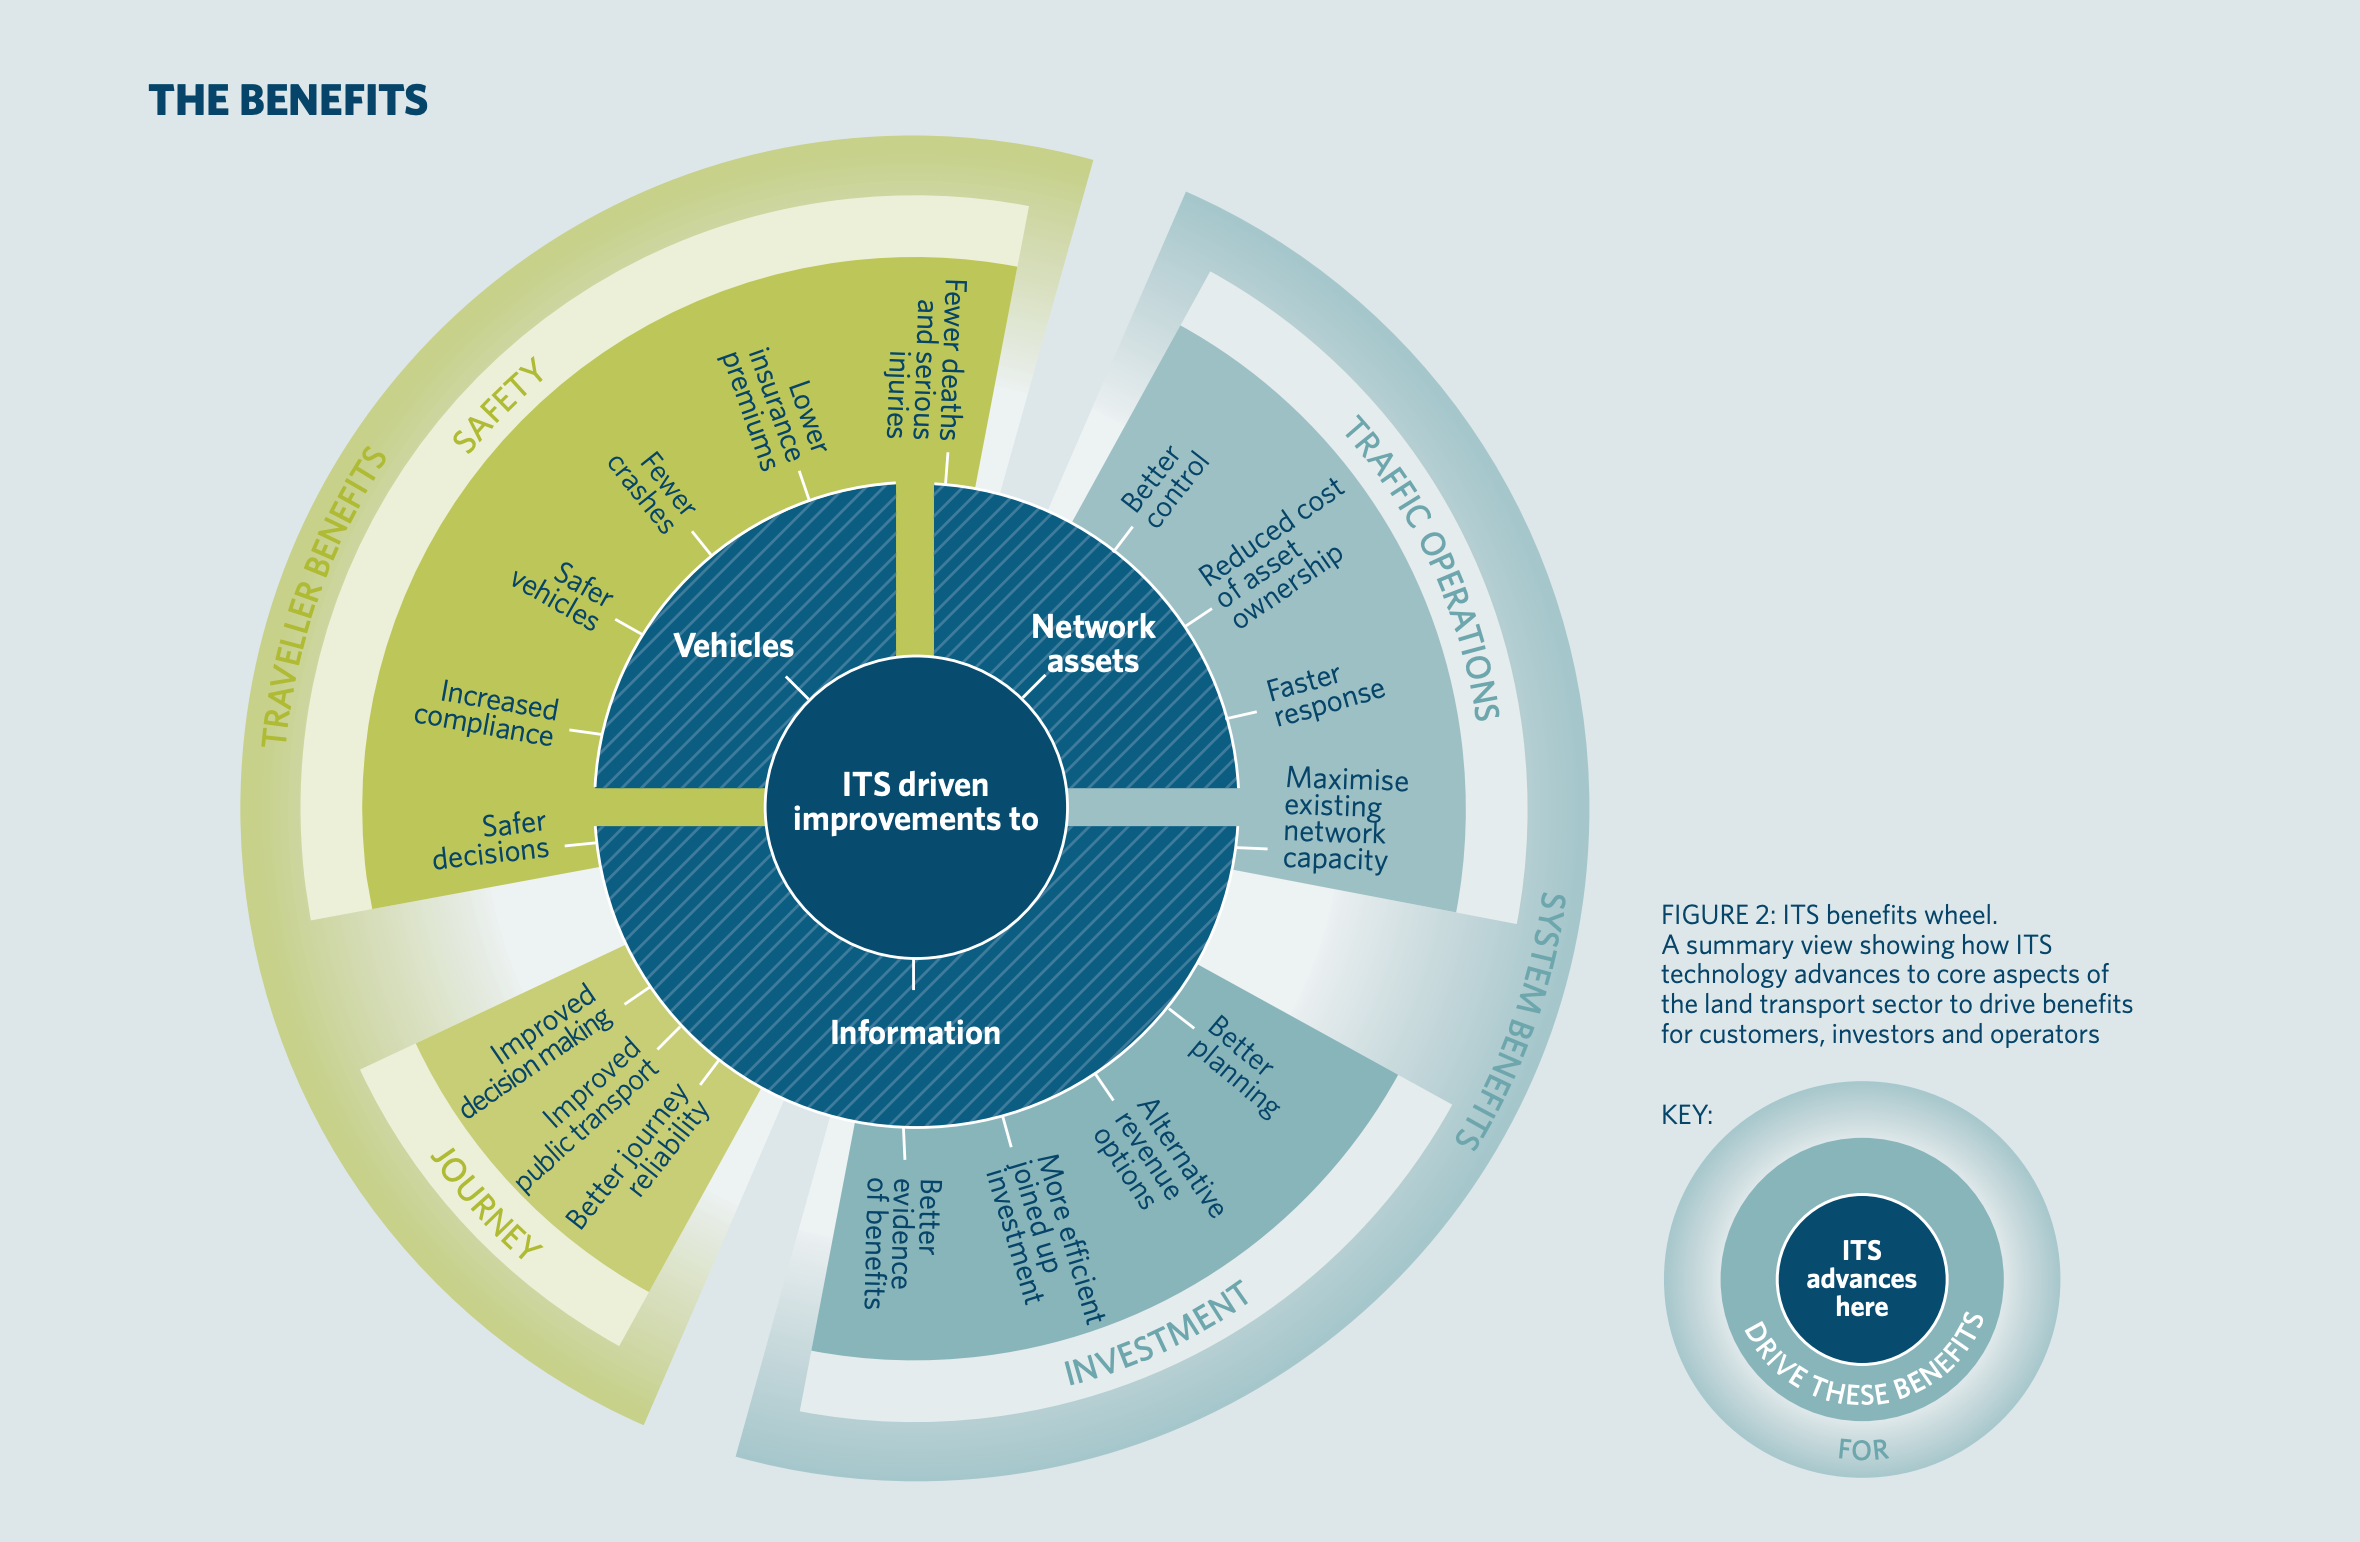 THE BENEFITS
TRAVELLER BENEFITS
SAFETY
Fewer deaths
and serious
injuries
Lower
insurance
premiums
Fewer
crashes
Safer
vehicles
Increased
compliance
Safer
decisions
JOURNEY
Improved
decision making
Improved
public transport
Better journey
reliability
Vehicles
Network
assets
ITS driven
improvements to
Information
SYSTEM BENEFITS
TRAFFIC OPERATIONS
Better
control
Reduced cost
of asset
ownership
Faster
response
Maximise
existing
network
capacity
INVESTMENT
Better
planning
Alternative
revenue
options
More efficient
joined up
investment
Better
evidence
of benefits
FIGURE 2: ITS benefits wheel.
A summary view showing how ITS
technology advances to core aspects of
the land transport sector to drive benefits
for customers, investors and operators
KEY:
ITS
advances
here
DRIVE THESE BENEFITS
FOR